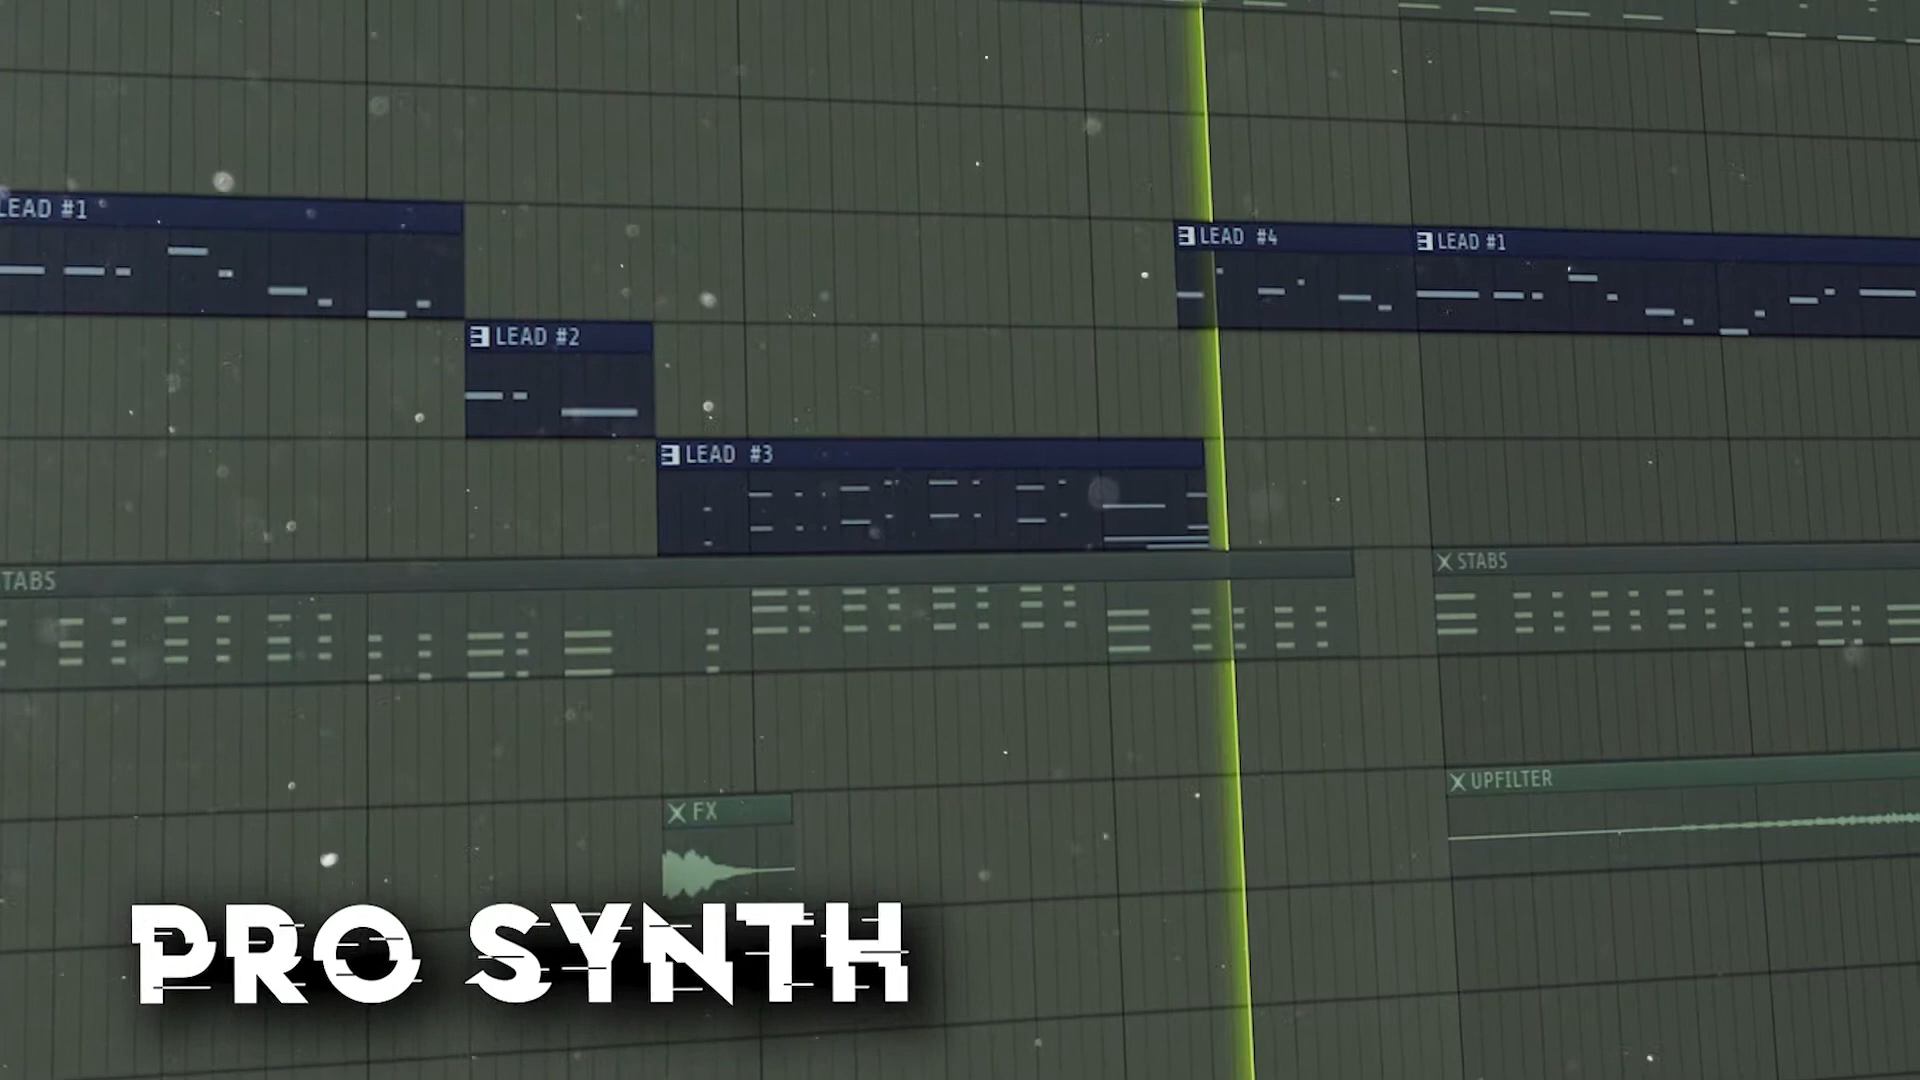 LEAD #1
LEAD #4
LEAD #1
LEAD #2
LEAD #3
TABS
STABS
UPFILTER
FX
PRO SYNTH